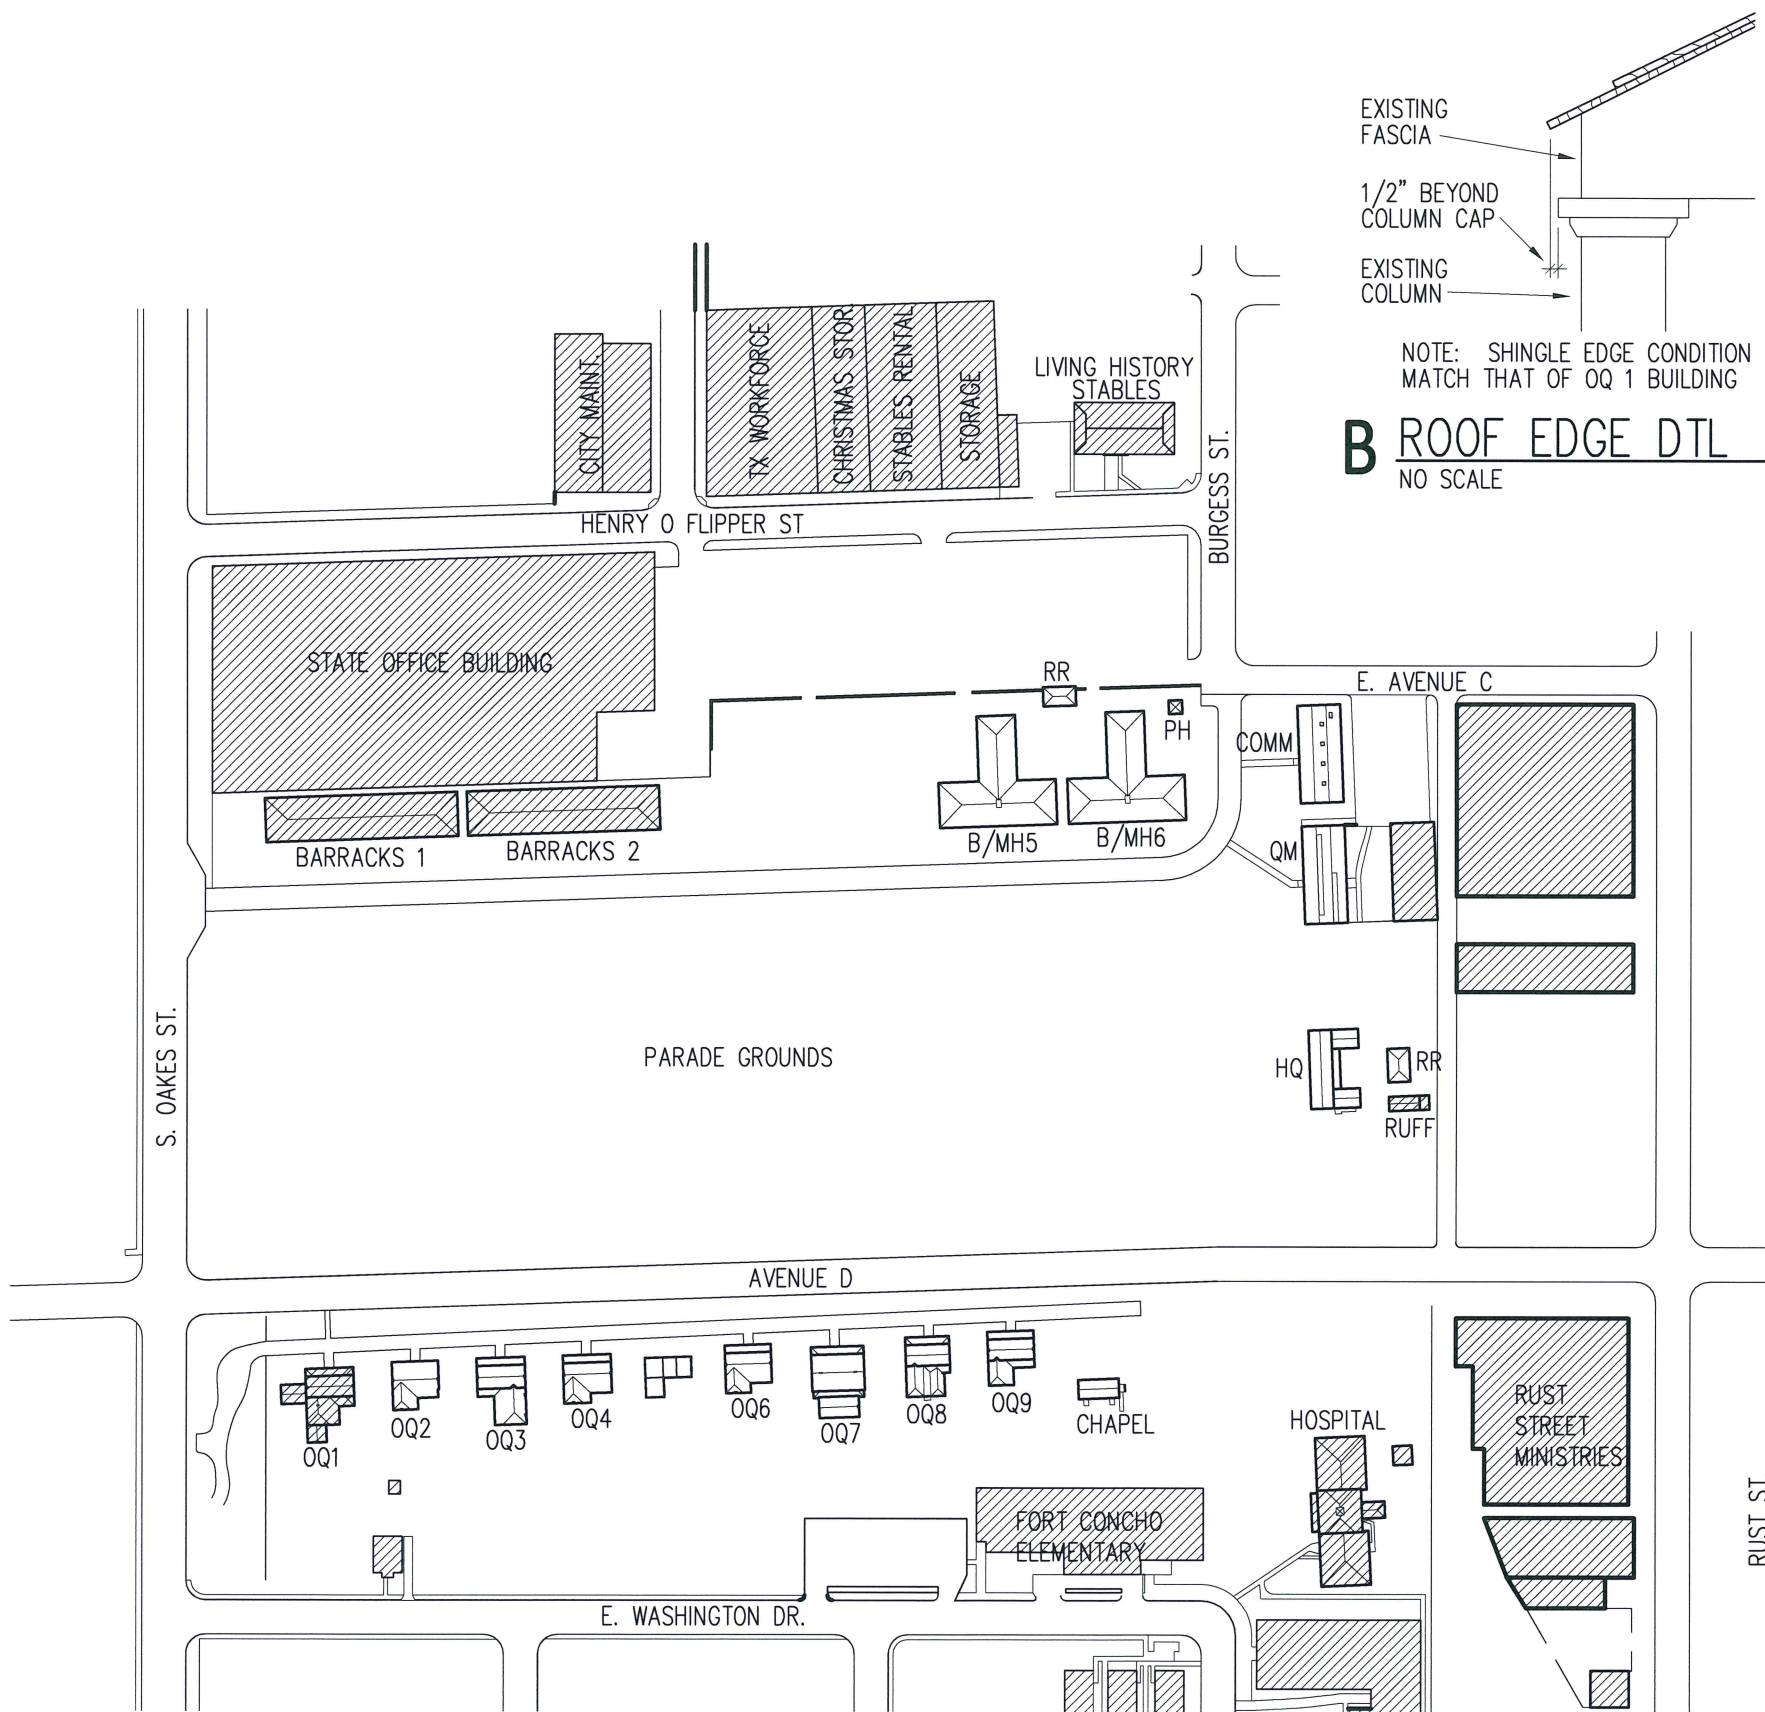 EXISTING
FASCIA
1/2” BEYOND
COLUMN CAP
EXISTING
COLUMN
NOTE: SHINGLE EDGE CONDITION
MATCH THAT OF OQ 1 BUILDING
B ROOF EDGE DTL
NO SCALE
CITY MAINT.
TX WORKFORCE
CHRISTMAS STOR.
STABLES RENTAL
STORAGE
LIVING HISTORY
STABLES
BURGESS ST.
HENRY O FLIPPER ST
STATE OFFICE BUILDING
RR
PH
E. AVENUE C
COMM
BARRACKS 1
BARRACKS 2
B/MH5
B/MH6
QM
S. OAKES ST.
PARADE GROUNDS
HQ
RR
RUFF
AVENUE D
OQ1
OQ2
OQ3
OQ4
OQ6
OQ7
OQ8
OQ9
CHAPEL
HOSPITAL
RUST
STREET
MINISTRIES
FORT CONCHO
ELEMENTARY
RUST ST
E. WASHINGTON DR.